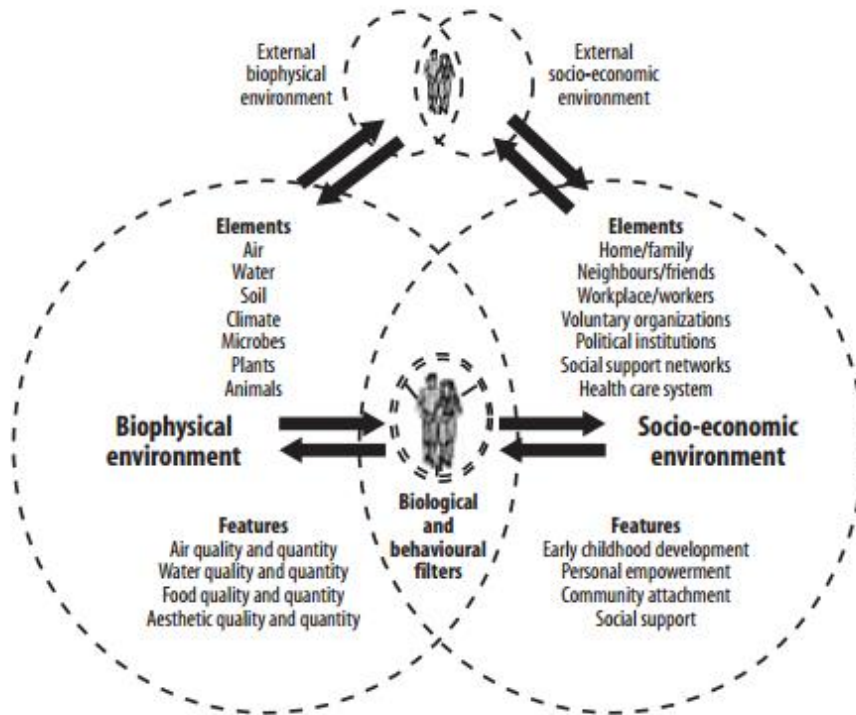 External
biophysical
environment
External
socio-economic
environment
Elements
Air
Water
Soil
Climate
Microbes
Plants
Animals
Biophysical
environment
Features
Air quality and quantity
Water quality and quantity
Food quality and quantity
Aesthetic quality and quantity
Biological
and
behavioural
filters
Elements
Home/family
Neighbours/friends
Workplace/workers
Voluntary organizations
Political institutions
Social support networks
Health care system
Socio-economic
environment
Features
Early childhood development
Personal empowerment
Community attachment
Social support